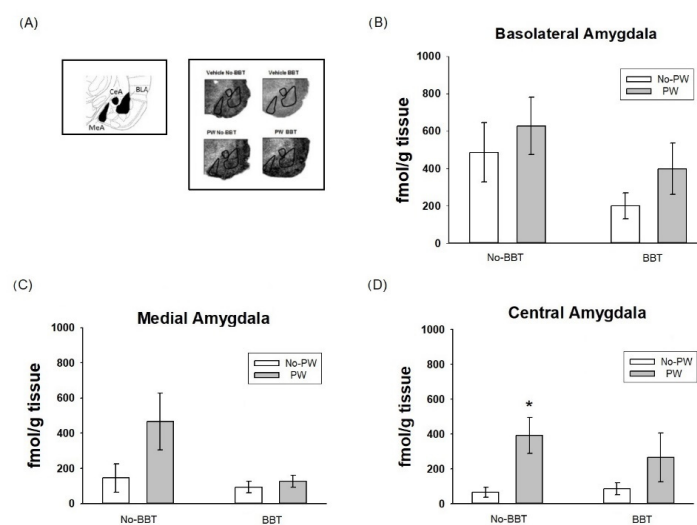 (A)
CeA
BLA
MeA
Vehicle No BBT
Vehicle BBT
PW No BBT
PW BBT
(B)
Basolateral Amygdala
fmol/g tissue
1000
800
600
400
200
0
No-PW
PW
No-BBT
BBT
(C)
Medial Amygdala
fmol/g tissue
1000
800
600
400
200
0
No-PW
PW
No-BBT
BBT
(D)
Central Amygdala
fmol/g tissue
1000
800
600
400
200
0
No-PW
PW
*
No-BBT
BBT